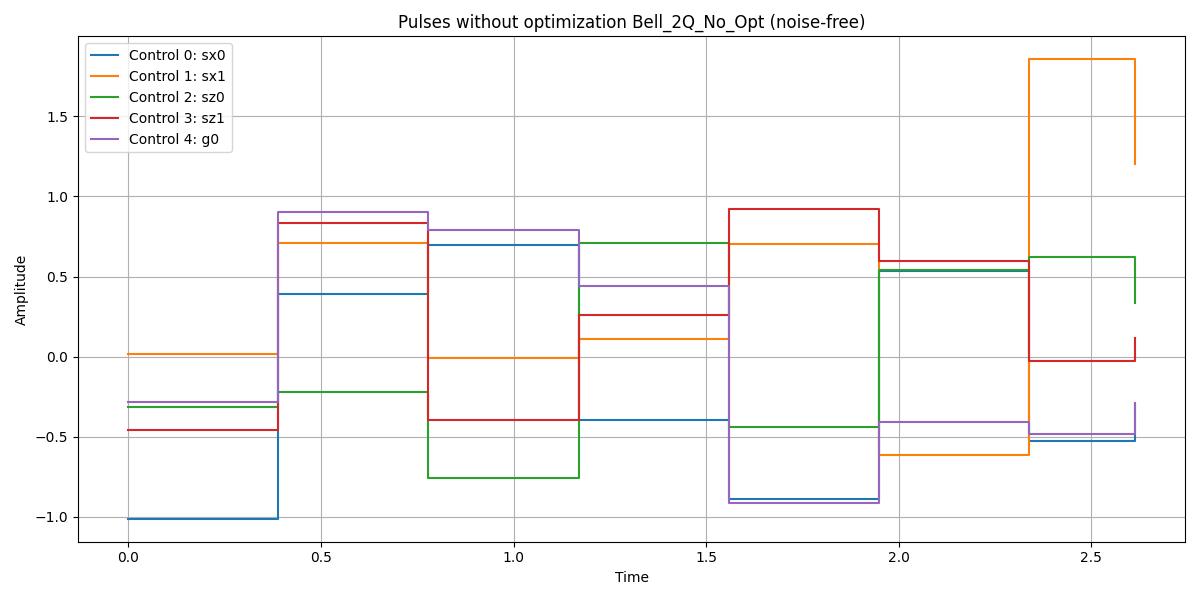 Pulses without optimization Bell_2Q_No_Opt (noise-free)
Control 0: sx0
Control 1: sx1
Control 2: sz0
Control 3: sz1
Control 4: g0
Amplitude
1.5
1.0
0.5
0.0
−0.5
−1.0
0.0 0.5 1.0 1.5 2.0 2.5
Time